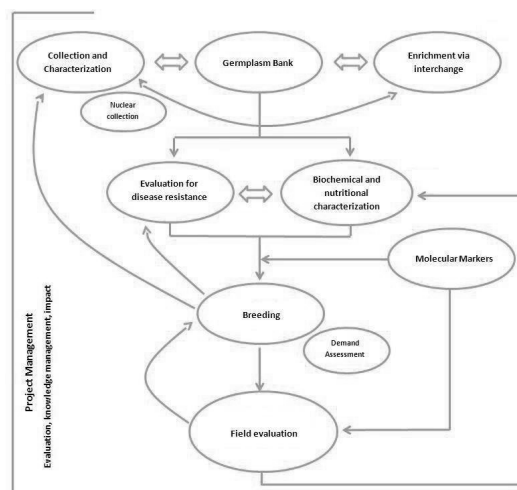 Collection and
Characterization
Germplasm Bank
Enrichment via
interchange
Nuclear
collection
Evaluation for
disease resistance
Biochemical and
nutritional
characterization
Molecular Markers
Breeding
Demand
Assessment
Field evaluation
Project Management
Evaluation, knowledge management, impact